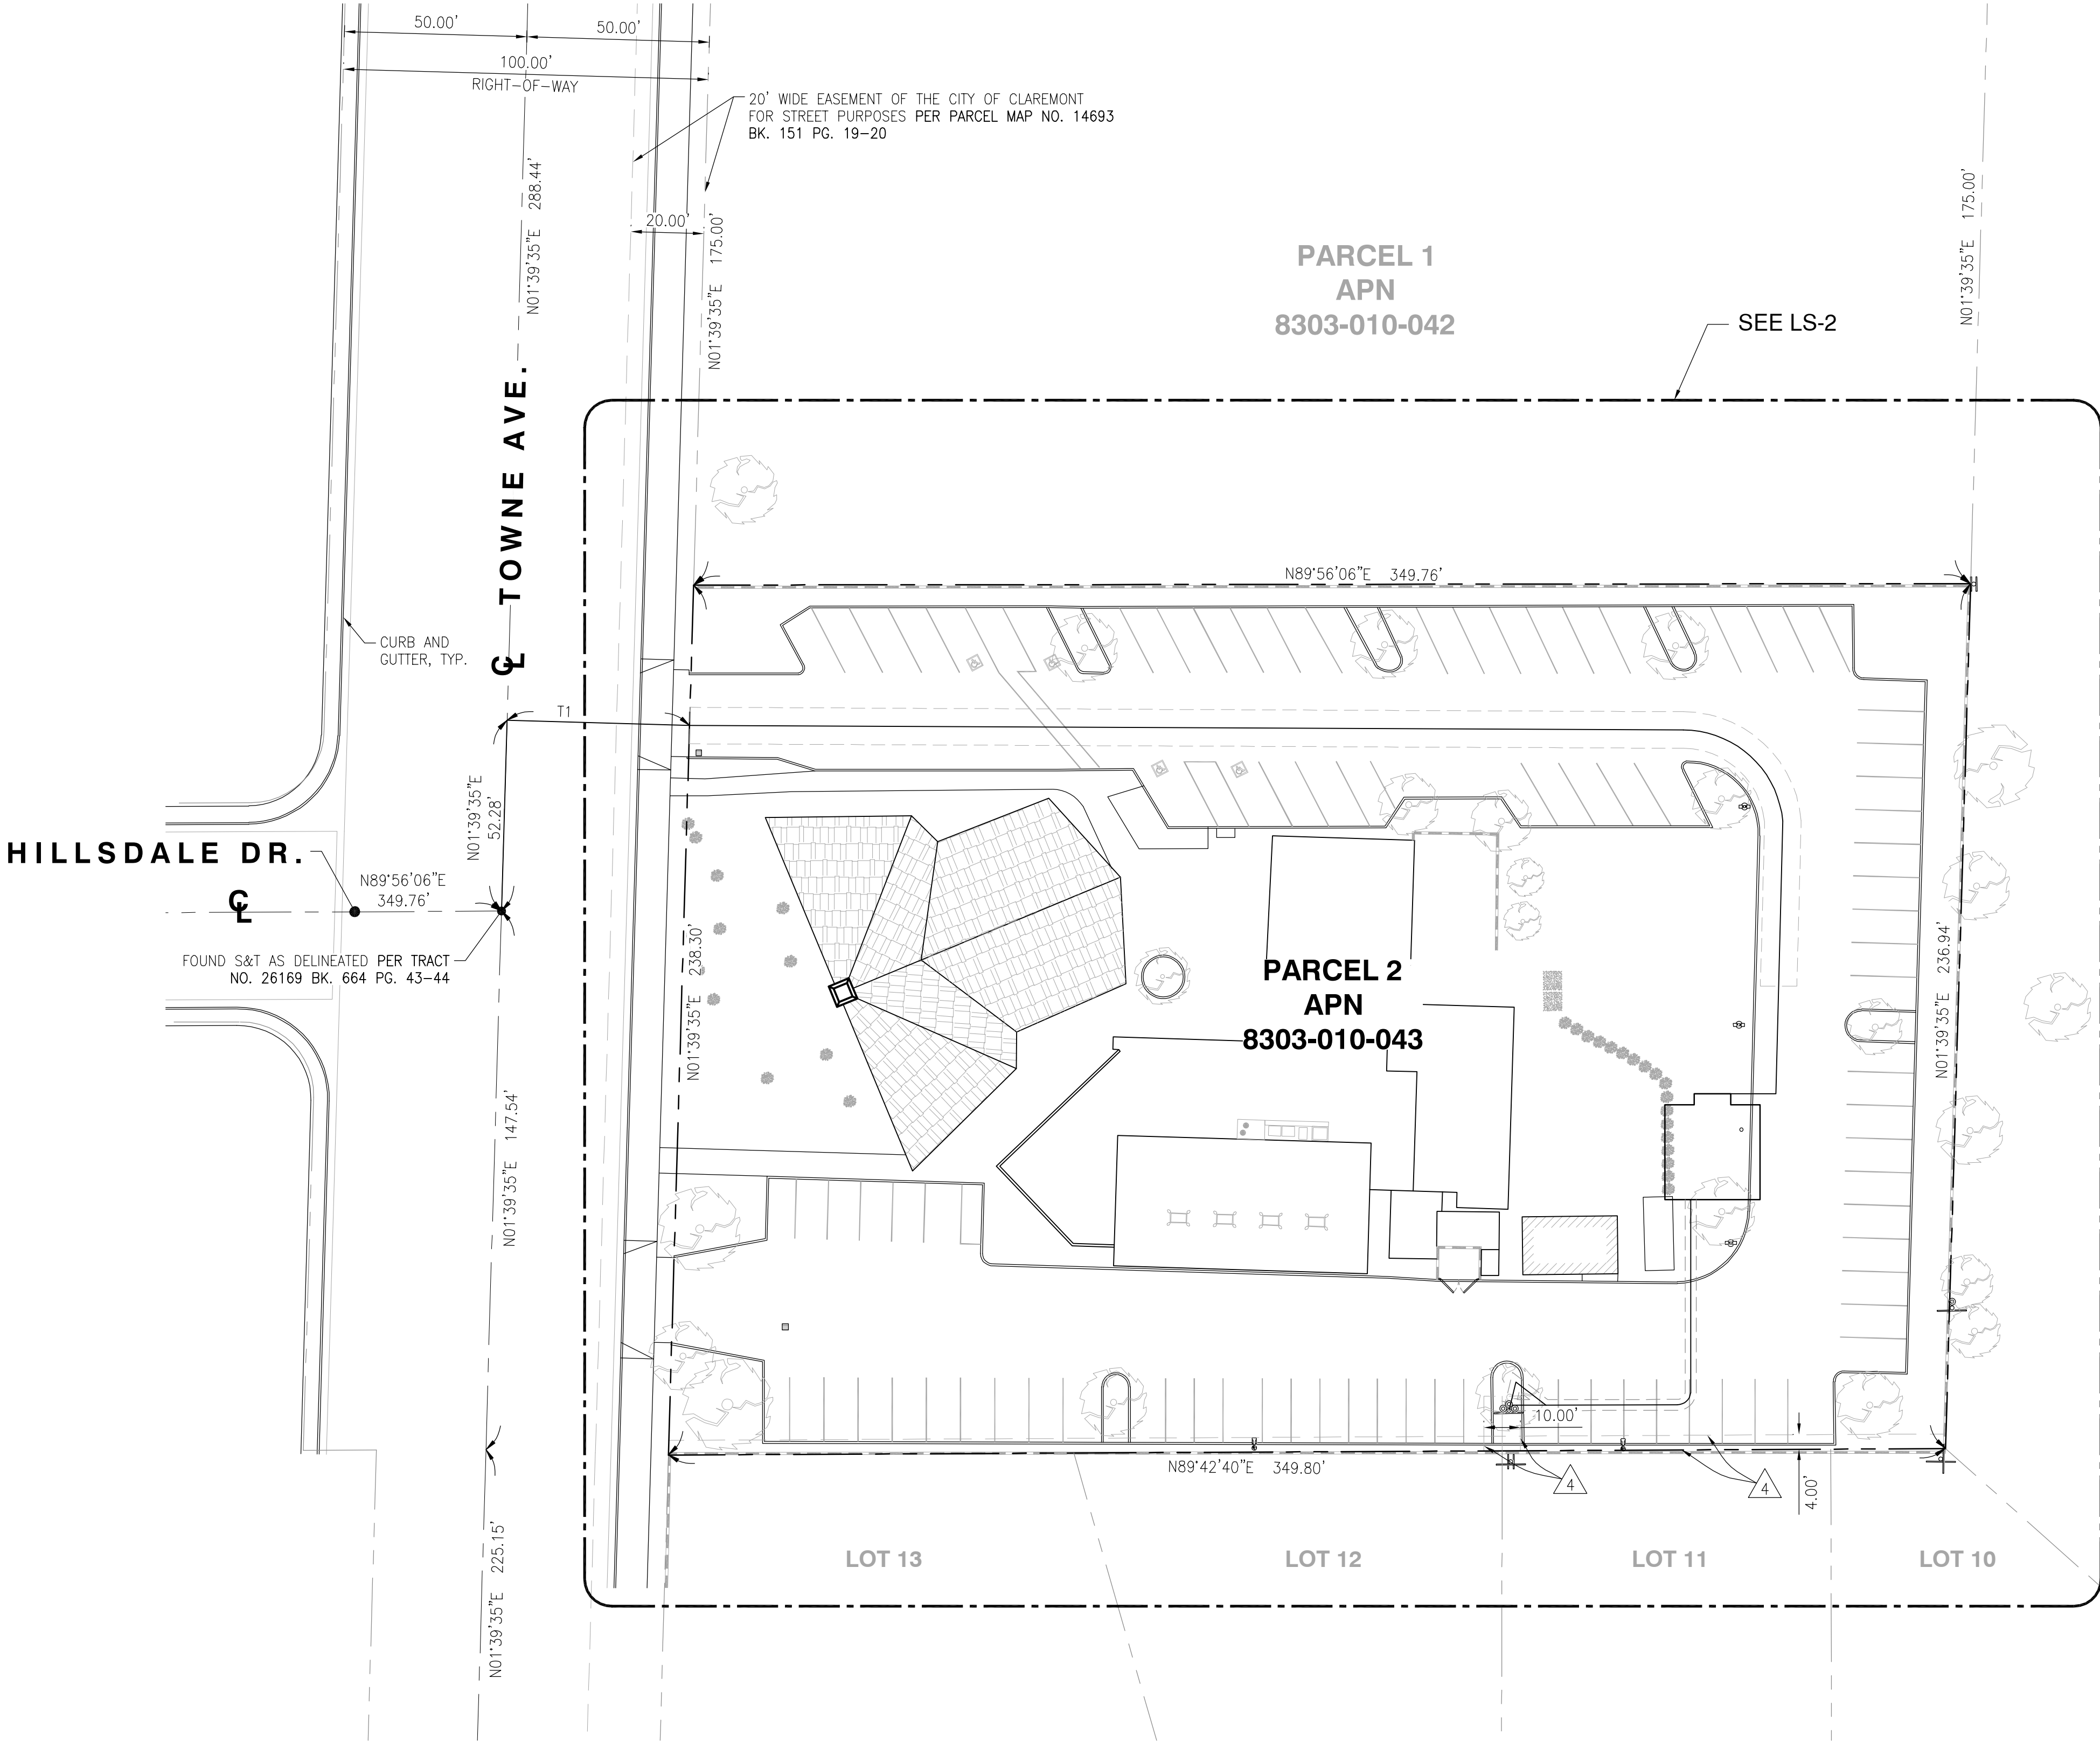 50.00'
50.00'
100.00'
RIGHT-OF-WAY
20' WIDE EASEMENT OF THE CITY OF CLAREMONT
FOR STREET PURPOSES PER PARCEL MAP NO. 14693
BK. 151 PG. 19-20
N01°39'35"E 288.44'
20.00'
N01°39'35"E 175.00'
N01°39'35"E 175.00'
PARCEL 1
APN
8303-010-042
SEE LS-2
TOWNE AVE.
CL
N89°56'06"E 349.76'
CURB AND
GUTTER, TYP.
T1
N01°39'35"E
52.28'
HILLSDALE DR.
CL
N89°56'06"E
349.76'
FOUND S&T AS DELINEATED PER TRACT
NO. 26169 BK. 664 PG. 43-44
N01°39'35"E 238.30'
PARCEL 2
APN
8303-010-043
N01°39'35"E 236.94'
N01°39'35"E 147.54'
10.00'
N89°42'40"E 349.80'
4
4
4.00'
N01°39'35"E 225.15'
LOT 13
LOT 12
LOT 11
LOT 10